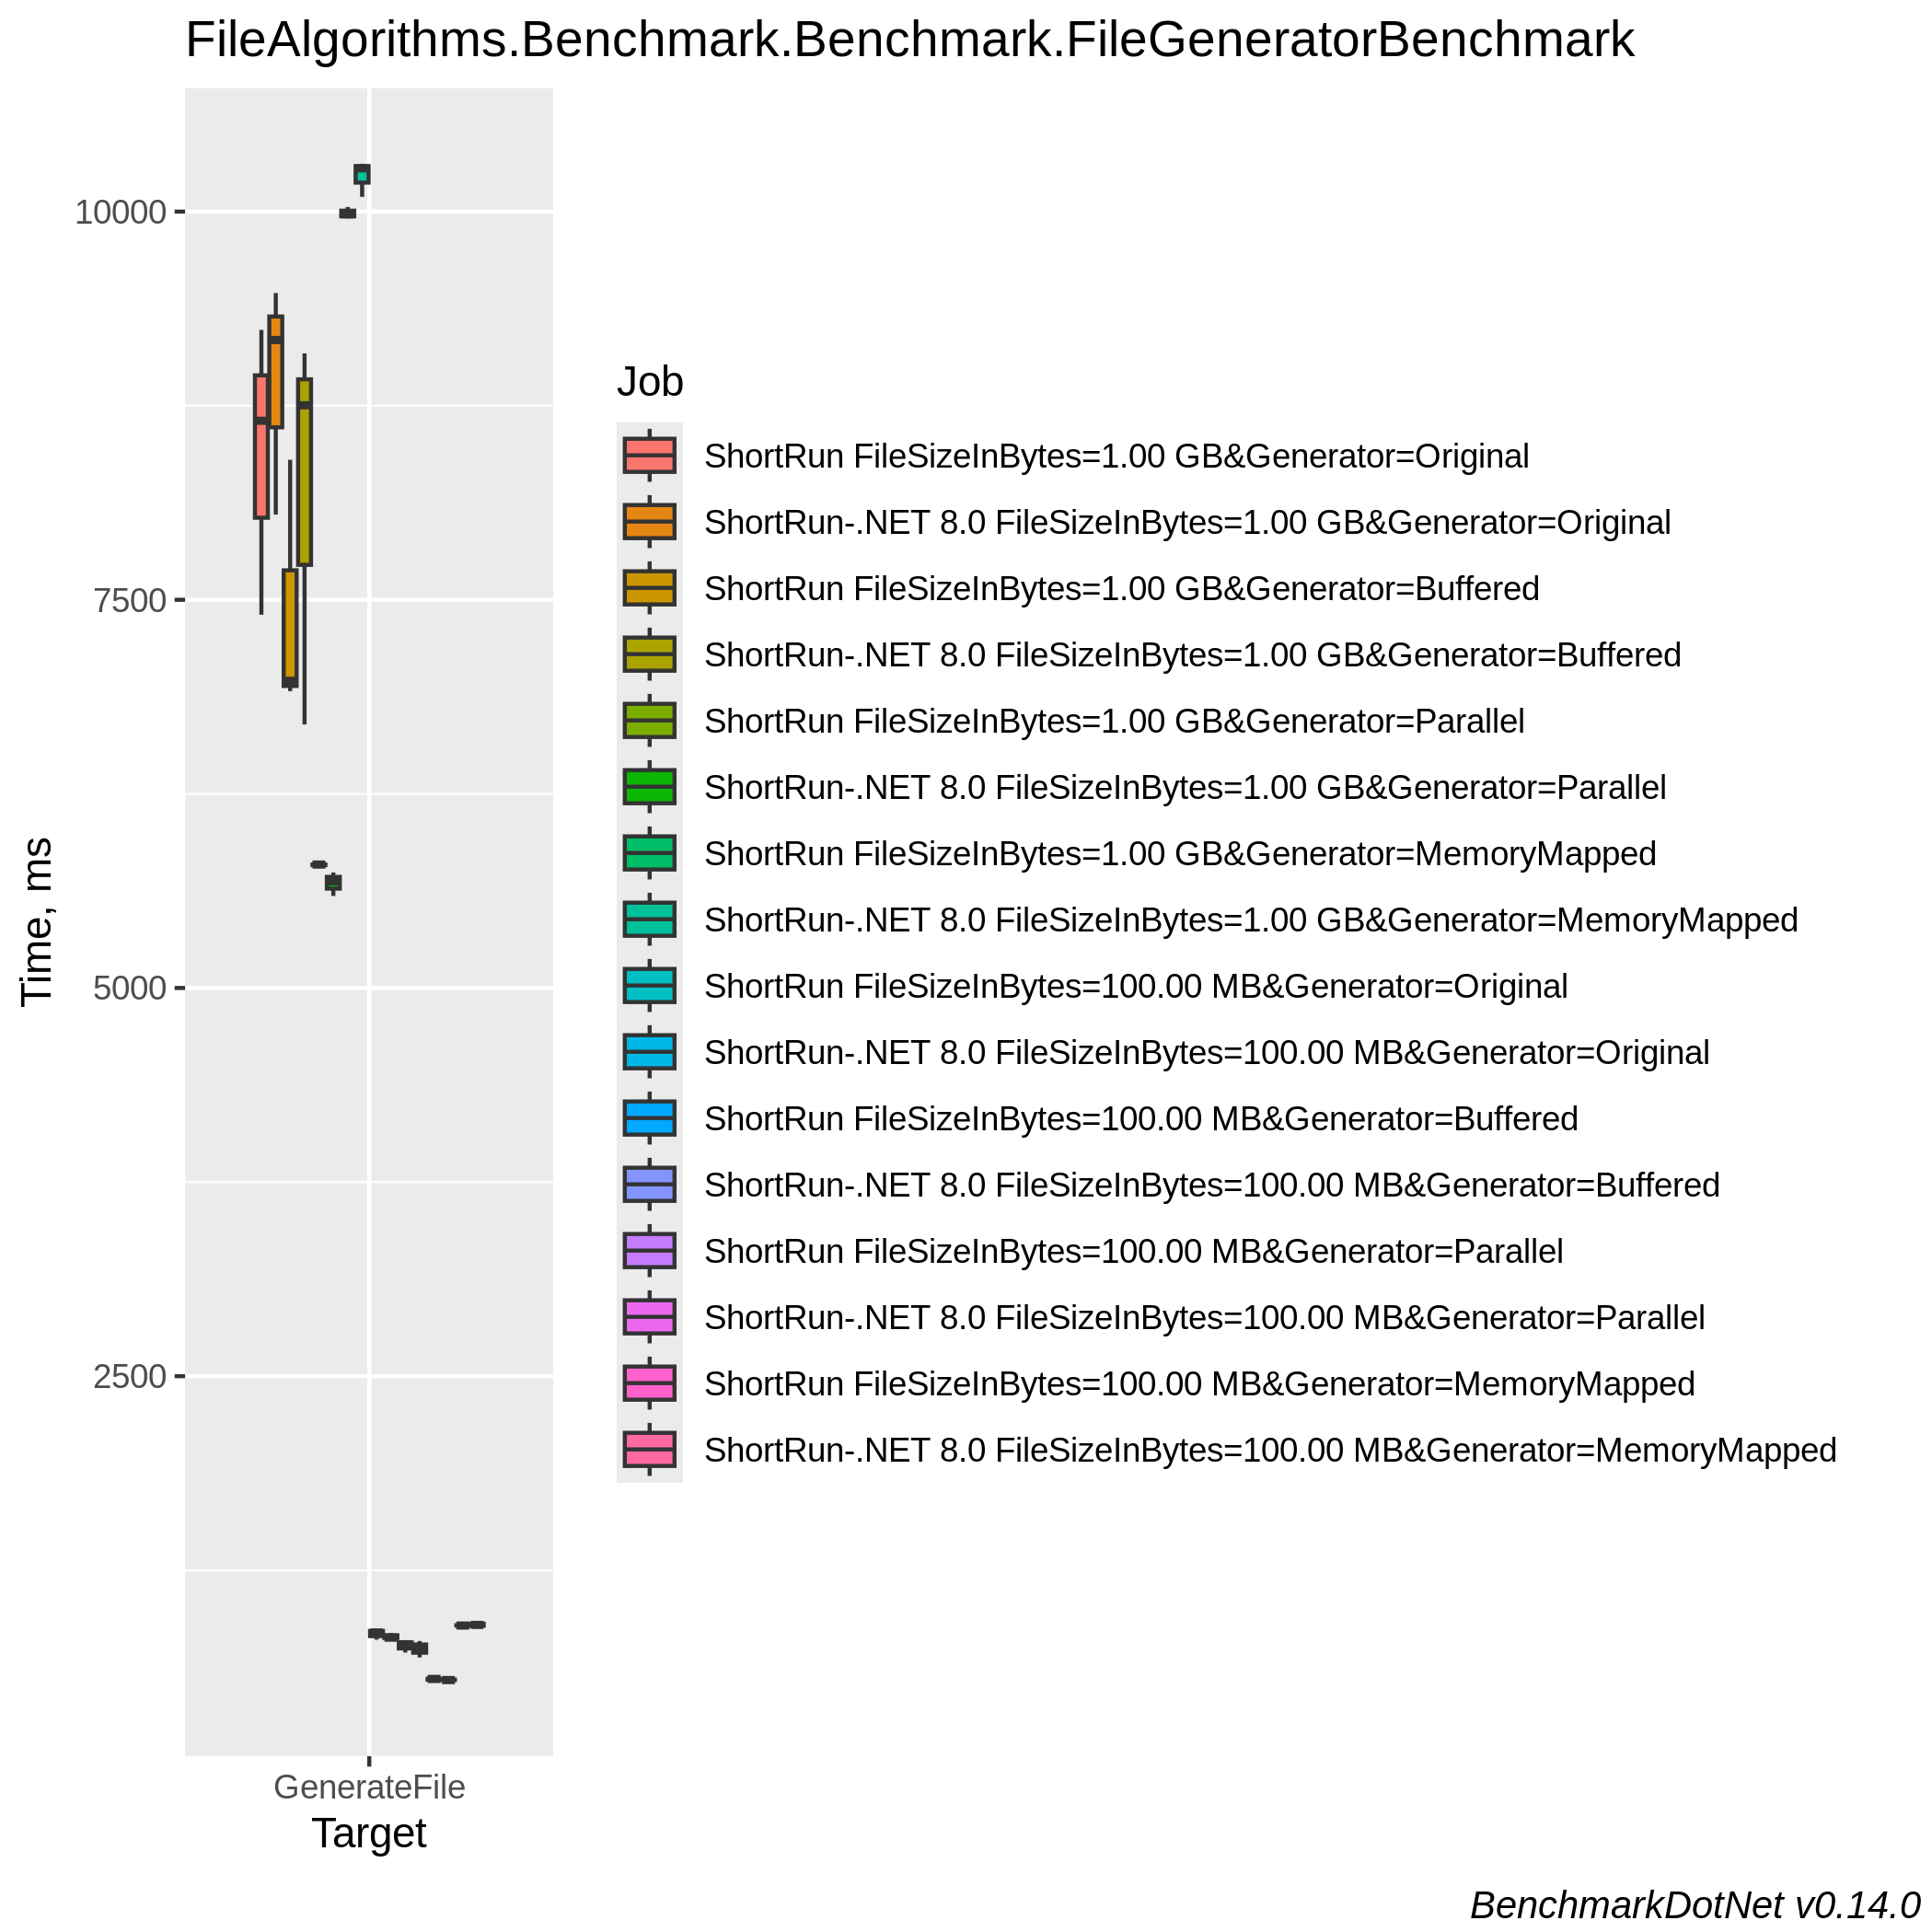 FileAlgorithms.Benchmark.Benchmark.FileGeneratorBenchmark
10000
7500
5000
2500
Time, ms
GenerateFile
Target
Job
ShortRun FileSizeInBytes=1.00 GB&Generator=Original
ShortRun-.NET 8.0 FileSizeInBytes=1.00 GB&Generator=Original
ShortRun FileSizeInBytes=1.00 GB&Generator=Buffered
ShortRun-.NET 8.0 FileSizeInBytes=1.00 GB&Generator=Buffered
ShortRun FileSizeInBytes=1.00 GB&Generator=Parallel
ShortRun-.NET 8.0 FileSizeInBytes=1.00 GB&Generator=Parallel
ShortRun FileSizeInBytes=1.00 GB&Generator=MemoryMapped
ShortRun-.NET 8.0 FileSizeInBytes=1.00 GB&Generator=MemoryMapped
ShortRun FileSizeInBytes=100.00 MB&Generator=Original
ShortRun-.NET 8.0 FileSizeInBytes=100.00 MB&Generator=Original
ShortRun FileSizeInBytes=100.00 MB&Generator=Buffered
ShortRun-.NET 8.0 FileSizeInBytes=100.00 MB&Generator=Buffered
ShortRun FileSizeInBytes=100.00 MB&Generator=Parallel
ShortRun-.NET 8.0 FileSizeInBytes=100.00 MB&Generator=Parallel
ShortRun FileSizeInBytes=100.00 MB&Generator=MemoryMapped
ShortRun-.NET 8.0 FileSizeInBytes=100.00 MB&Generator=MemoryMapped
BenchmarkDotNet v0.14.0